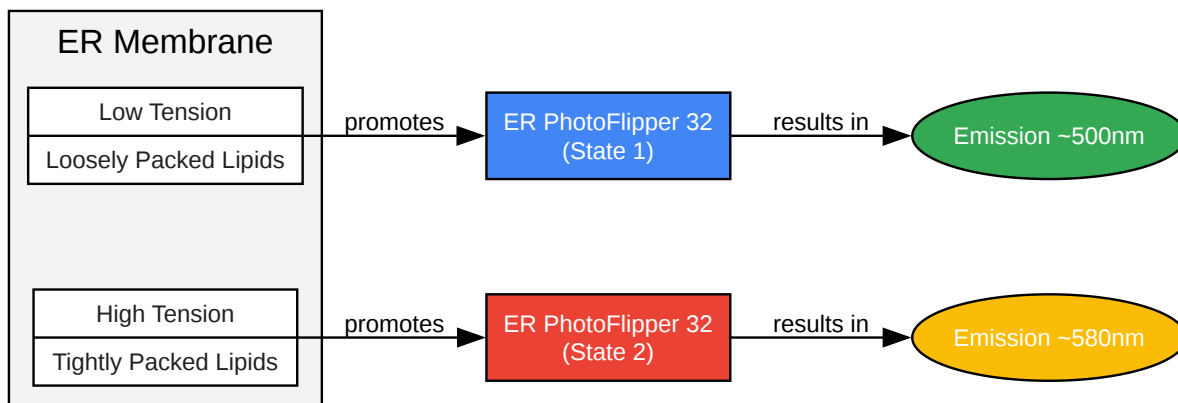 ER Membrane
Low Tension
Loosely Packed Lipids
promotes
ER PhotoFlipper 32
(State 1)
results in
Emission ~500nm
High Tension
Tightly Packed Lipids
promotes
ER PhotoFlipper 32
(State 2)
results in
Emission ~580nm